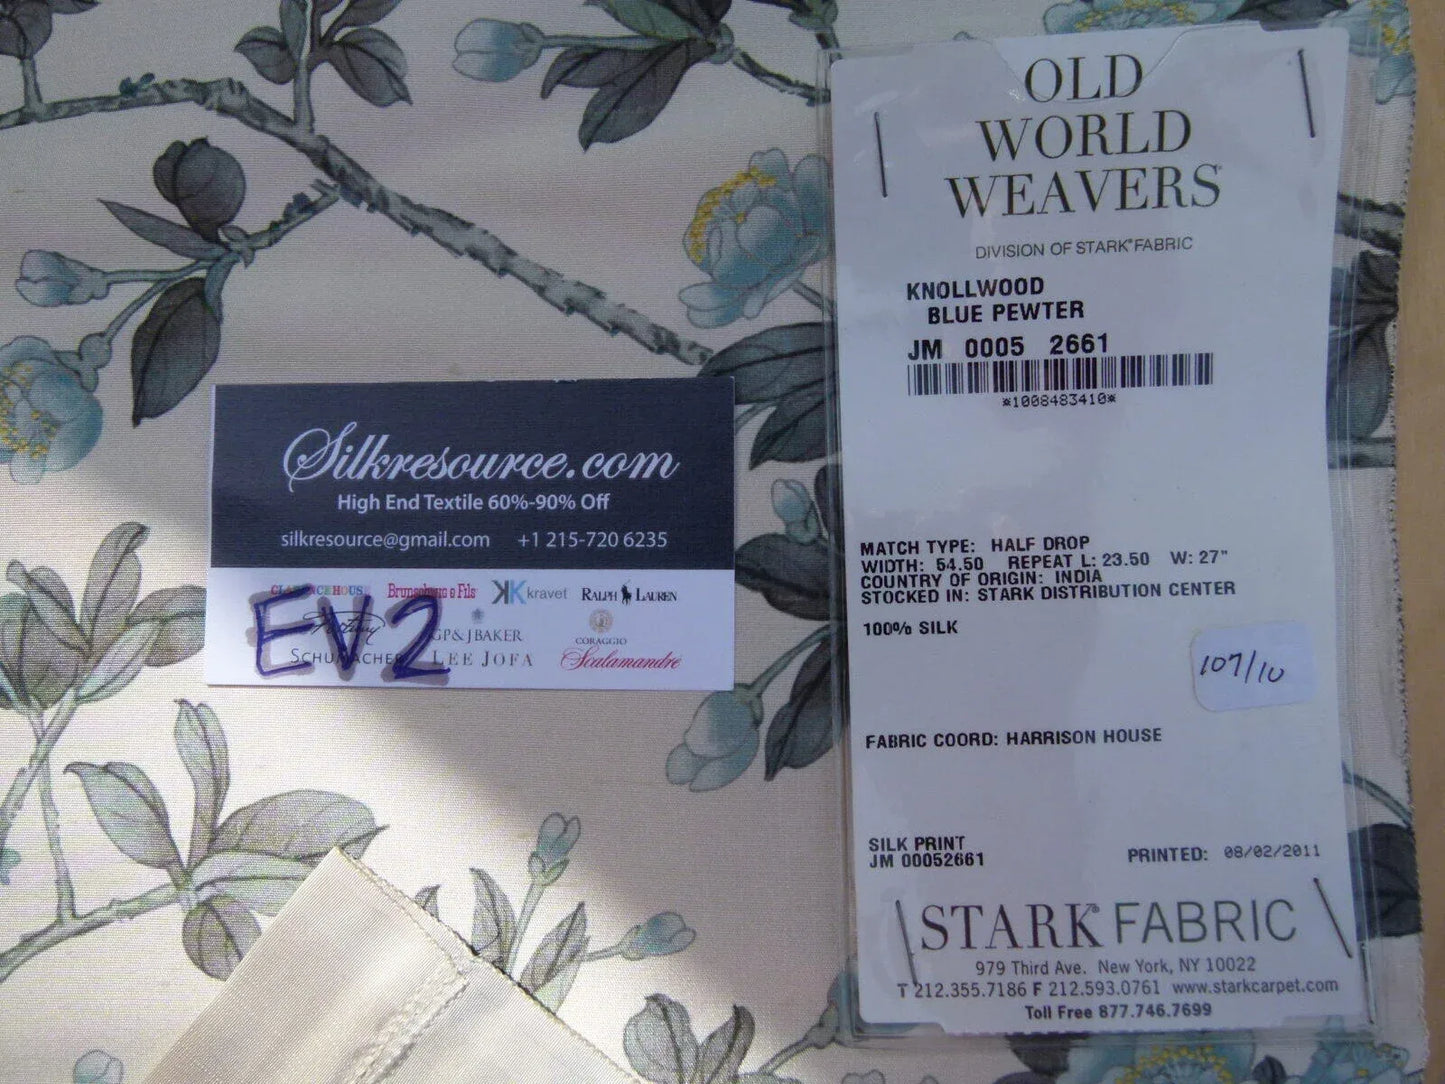 OLD
WORLD
WEAVERS
DIVISION OF STARK® FABRIC
KNOLLWOOD
BLUE PEWTER
JM 0005 2661
*1008483410*
MATCH TYPE: HALF DROP
WIDTH: 54.50 REPEAT L: 23.50 W: 27"
COUNTRY OF ORIGIN: INDIA
STOCKED IN: STARK DISTRIBUTION CENTER
100% SILK
107/10
FABRIC COORD: HARRISON HOUSE
SILK PRINT
JM 00052661
PRINTED: 08/02/2011
STARK® FABRIC
979 Third Ave. New York, NY 10022
T 212.355.7186 F 212.593.0761 www.starkcarpet.com
Toll Free 877.746.7699
Silkresource.com
High End Textile 60%-90% Off
silkresource@gmail.com +1 215-720 6235
CLARENCE HOUSE Brunschwig & Fils KK kravet RALPH LAUREN
EV2
GP & J BAKER CORAGGIO
SCHUMACHER LEE JOFA Scalamandré